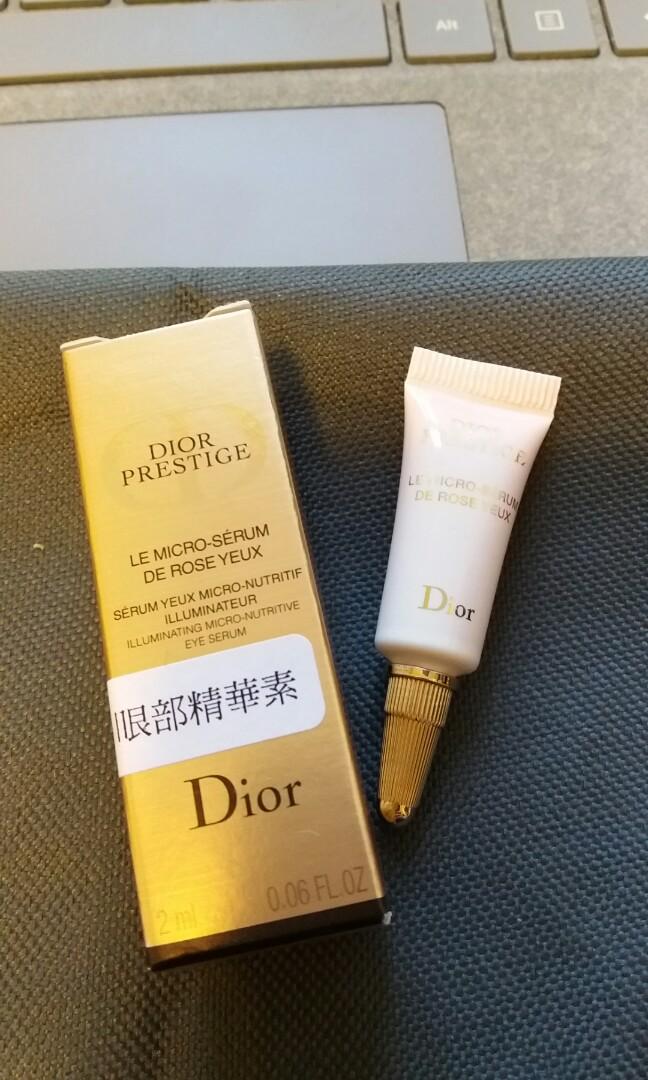 Alt
DIOR
PRESTIGE
LE MICRO-SÉRUM
DE ROSE YEUX
SÉRUM YEUX MICRO-NUTRITIF
ILLUMINATEUR
ILLUMINATING MICRO-NUTRITIVE
EYE SERUM
眼部精華素
Dior
2 ml
0.06 FL.OZ
DIOR
PRESTIGE
LE MICRO-SÉRUM
DE ROSE YEUX
Dior